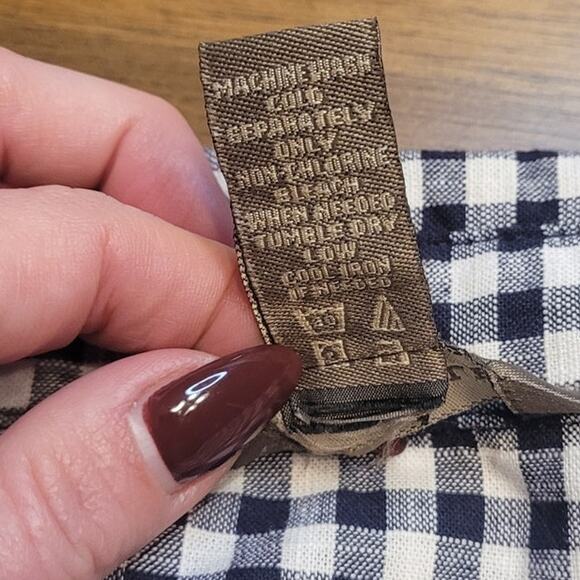 MACHINE WASH
COLD
SEPARATELY
ONLY
NON-CHLORINE
BLEACH
WHEN NEEDED
TUMBLE DRY
LOW
COOL IRON
IF NEEDED